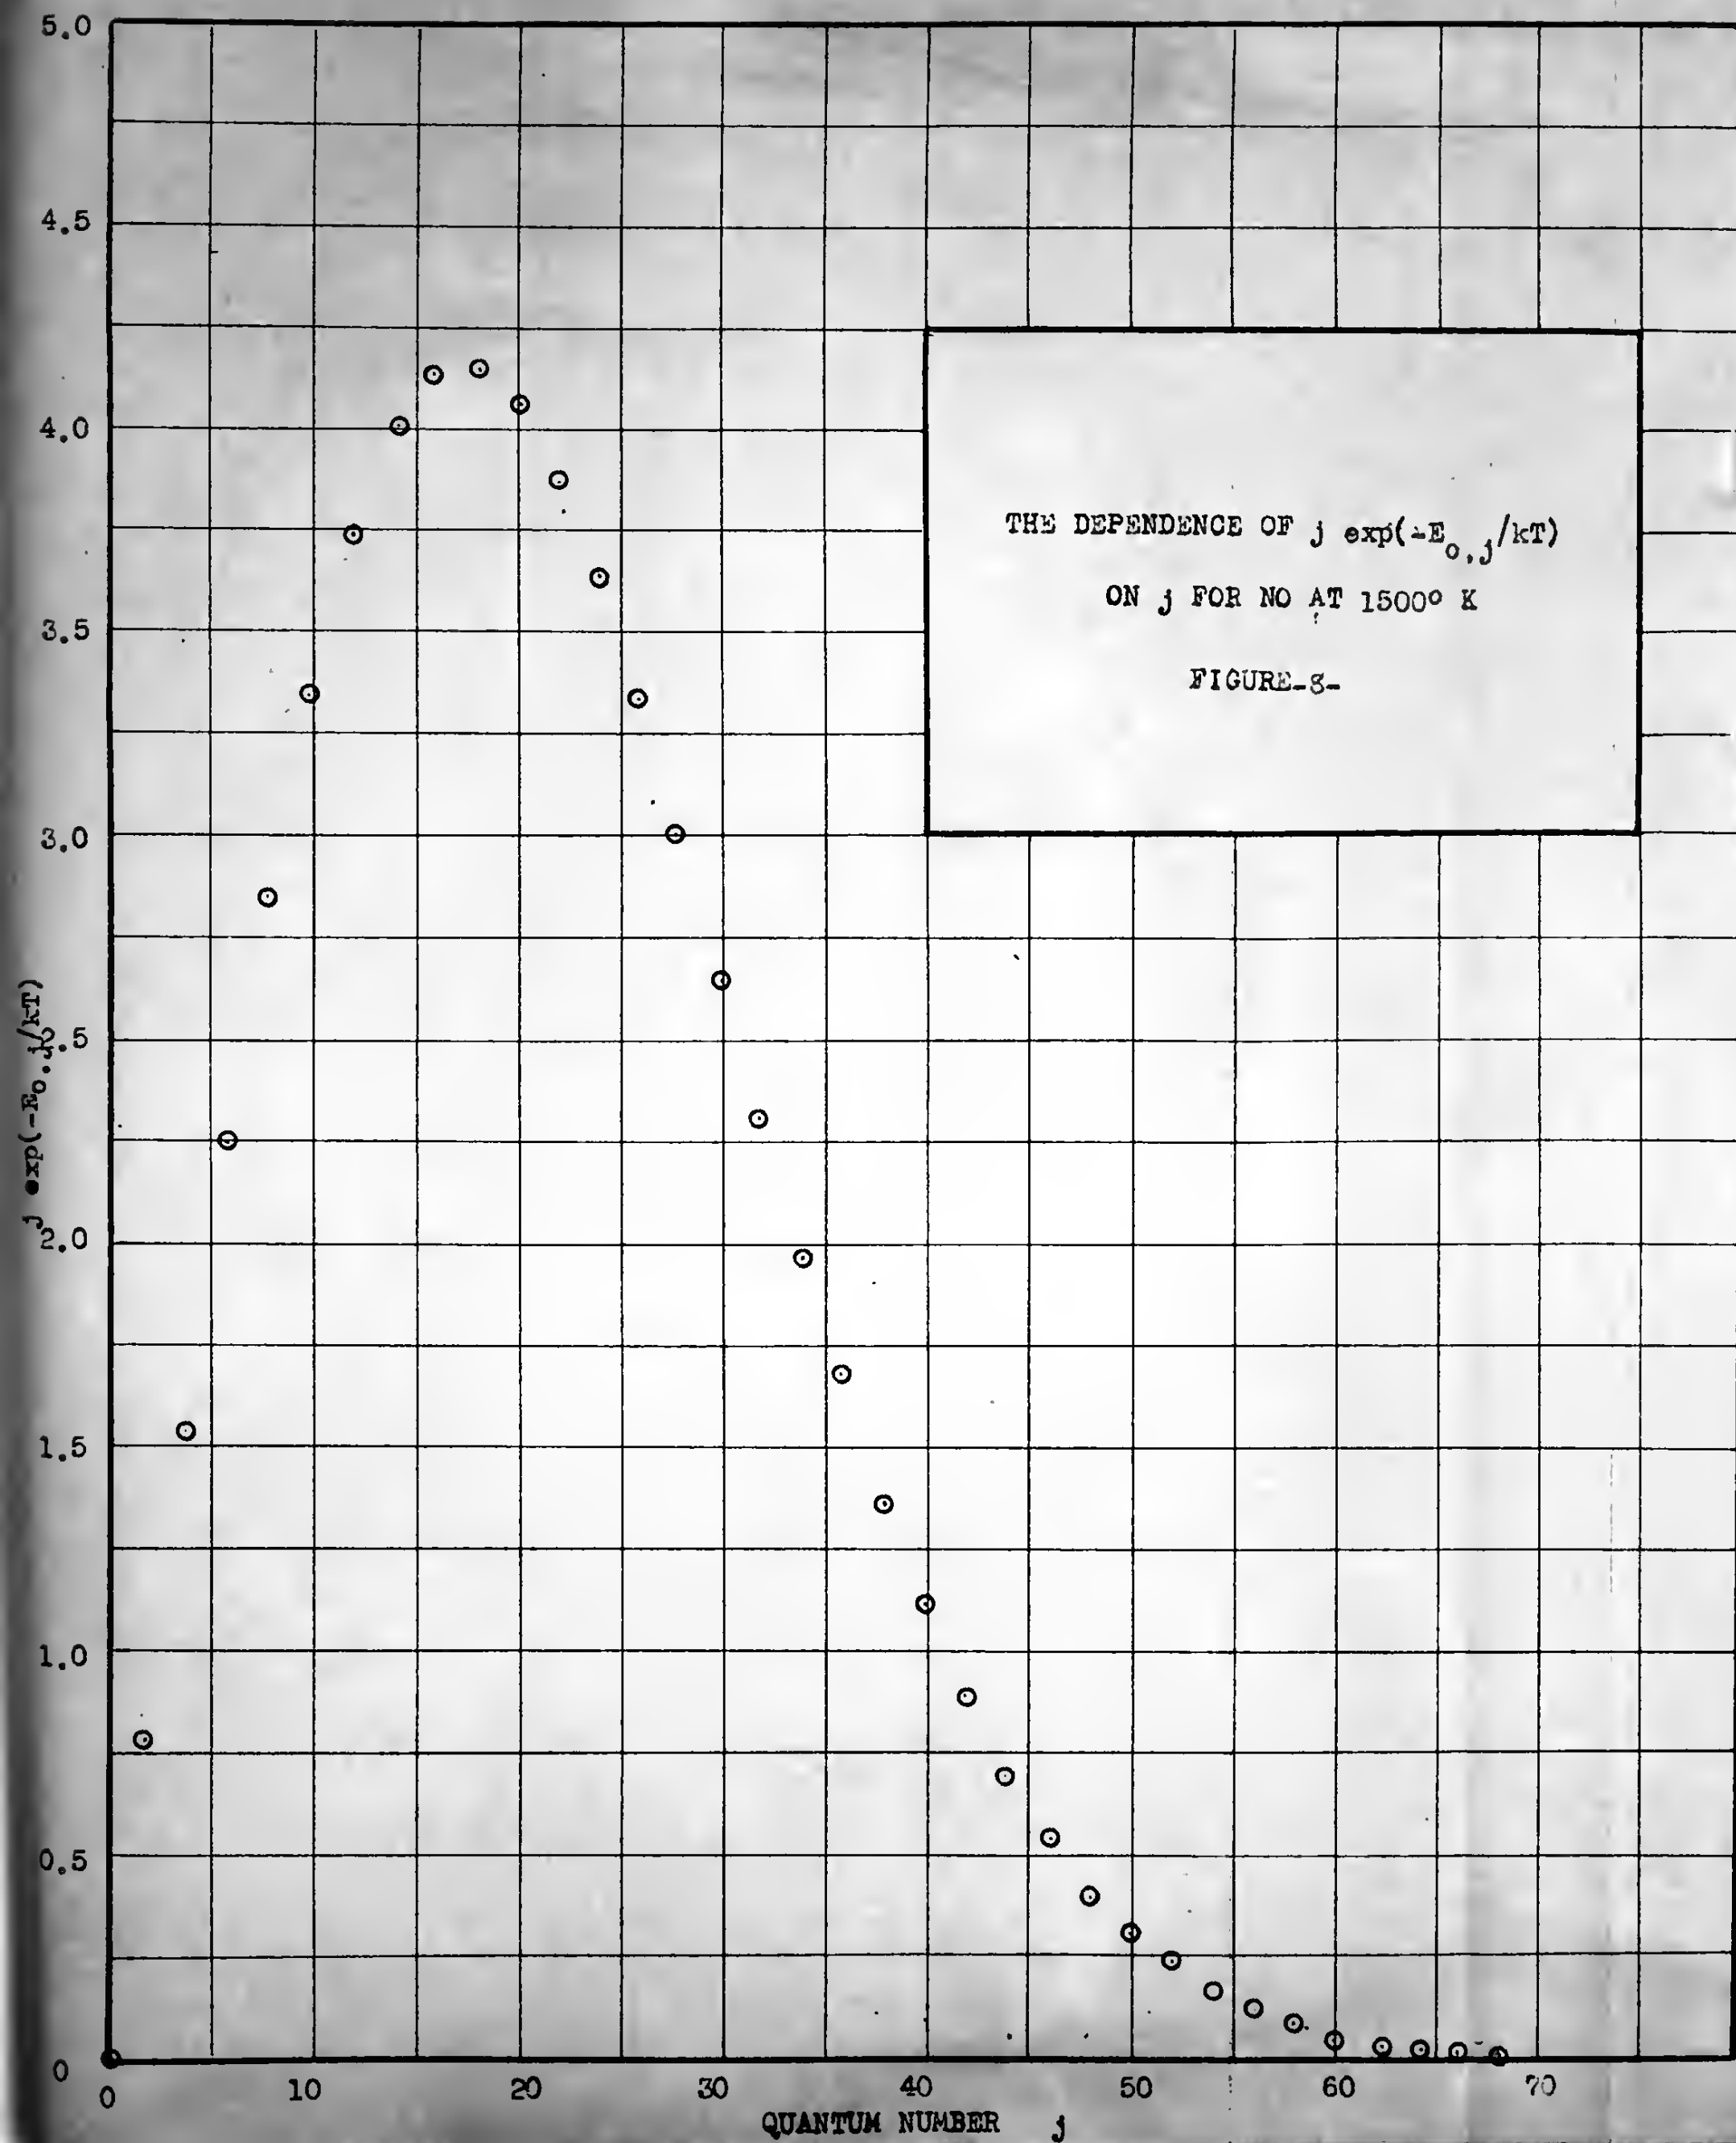 5.0
4.5
4.0
3.5
3.0
2.5
2.0
1.5
1.0
0.5
0
j exp(-E₀,j/kT)
THE DEPENDENCE OF j exp(-E₀,j/kT)
ON j FOR NO AT 1500° K
FIGURE-8-
0 10 20 30 40 50 60 70
QUANTUM NUMBER j